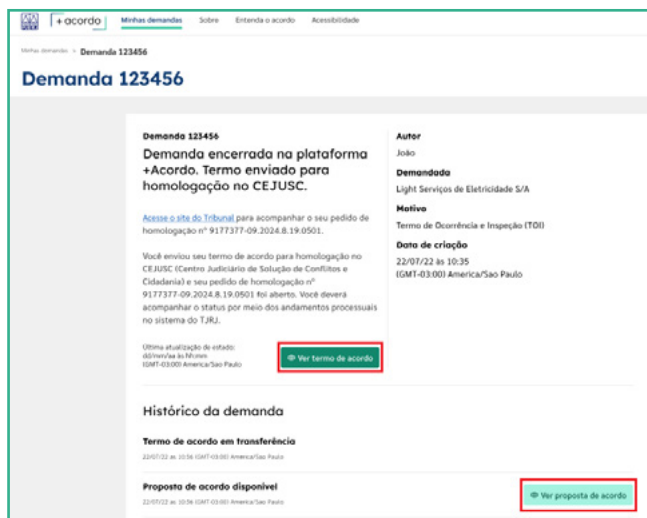 +acordo Minhas demandas Sobre Entenda o acordo Acessibilidade
Minhas demandas > Demanda 123456
Demanda 123456
Demanda 123456
Demanda encerrada na plataforma
+Acordo. Termo enviado para
homologação no CEJUSC.
Acesse o site do Tribunal para acompanhar o seu pedido de
homologação nº 9177377-09.2024.8.19.0501.
Você enviou seu termo de acordo para homologação no
CEJUSC (Centro Judiciário de Solução de Conflitos e
Cidadania) e seu pedido de homologação nº
9177377-09.2024.8.19.0501 foi aberto. Você deverá
acompanhar o status por meio dos andamentos processuais
no sistema do TJRJ.
Última atualização de estado:
dd/mm/aa às hh:mm
(GMT-03:00) America/Sao Paulo
Ver termo de acordo
Autor
João
Demandada
Light Serviços de Eletricidade S/A
Motivo
Termo de Ocorrência e Inspeção (TOI)
Data de criação
22/07/22 às 10:35
(GMT-03:00) America/Sao Paulo
Histórico da demanda
Termo de acordo em transferência
22/07/22 às 10:56 (GMT-03:00) America/Sao Paulo
Proposta de acordo disponível
22/07/22 às 10:56 (GMT-03:00) America/Sao Paulo
Ver proposta de acordo